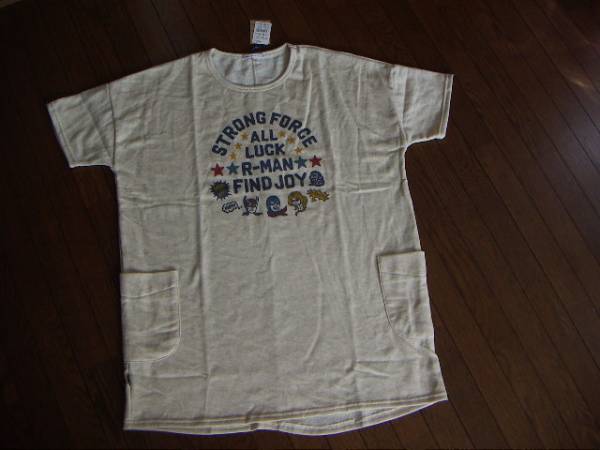 STRONG FORCE
ALL
LUCK
R-MAN
FIND JOY